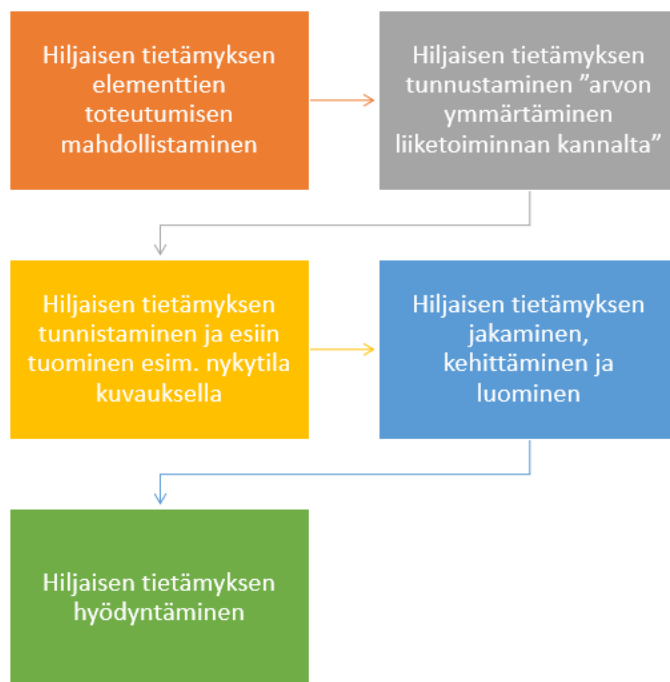 Hiljaisen tietämyksen
elementtien
toteutumisen
mahdollistaminen
Hiljaisen tietämyksen
tunnustaminen ”arvon
ymmärtäminen
liiketoiminnan kannalta”
Hiljaisen tietämyksen
tunnistaminen ja esiin
tuominen esim. nykytila
kuvauksella
Hiljaisen tietämyksen
jakaminen,
kehittäminen ja
luominen
Hiljaisen tietämyksen
hyödyntäminen